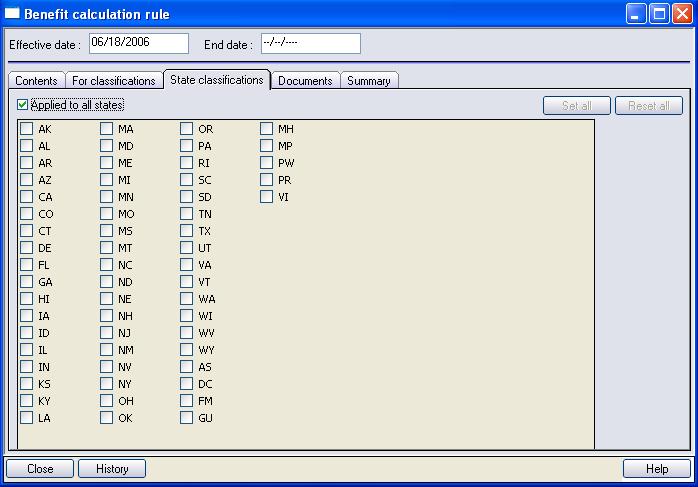 Benefit calculation rule
Effective date : 06/18/2006 End date : --/--/----
Contents For classifications State classifications Documents Summary
Applied to all states Set all Reset all
AK MA OR MH
AL MD PA MP
AR ME RI PW
AZ MI SC PR
CA MN SD VI
CO MO TN
CT MS TX
DE MT UT
FL NC VA
GA ND VT
HI NE WA
IA NH WI
ID NJ WV
IL NM WY
IN NV AS
KS NY DC
KY OH FM
LA OK GU
Close History Help